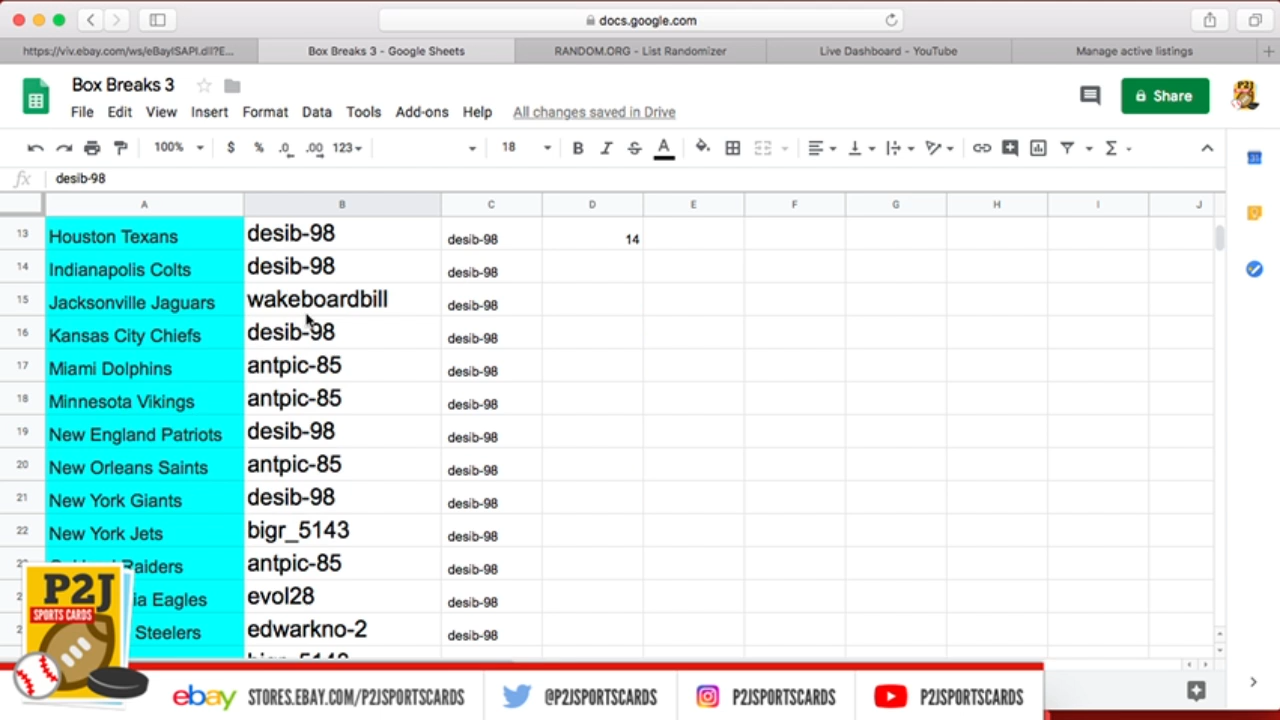 docs.google.com
https://viv.ebay.com/ws/eBayISAPI.dll?E...
Box Breaks 3 - Google Sheets
RANDOM.ORG - List Randomizer
Live Dashboard - YouTube
Manage active listings
Box Breaks 3
File Edit View Insert Format Data Tools Add-ons Help All changes saved in Drive
Share
100% $ % .0 .00 123 18 B I S A
fx desib-98
A B C D E F G H I J
13 Houston Texans desib-98 desib-98 14
14 Indianapolis Colts desib-98 desib-98
15 Jacksonville Jaguars wakeboardbill desib-98
16 Kansas City Chiefs desib-98 desib-98
17 Miami Dolphins antpic-85 desib-98
18 Minnesota Vikings antpic-85 desib-98
19 New England Patriots desib-98 desib-98
20 New Orleans Saints antpic-85 desib-98
21 New York Giants desib-98 desib-98
22 New York Jets bigr_5143 desib-98
Raiders antpic-85 desib-98
Eagles evol28 desib-98
Steelers edwarkno-2 desib-98
bigr_5143
P2J
SPORTS CARDS
ebay STORES.EBAY.COM/P2JSPORTSCARDS @P2JSPORTSCARDS P2JSPORTSCARDS P2JSPORTSCARDS